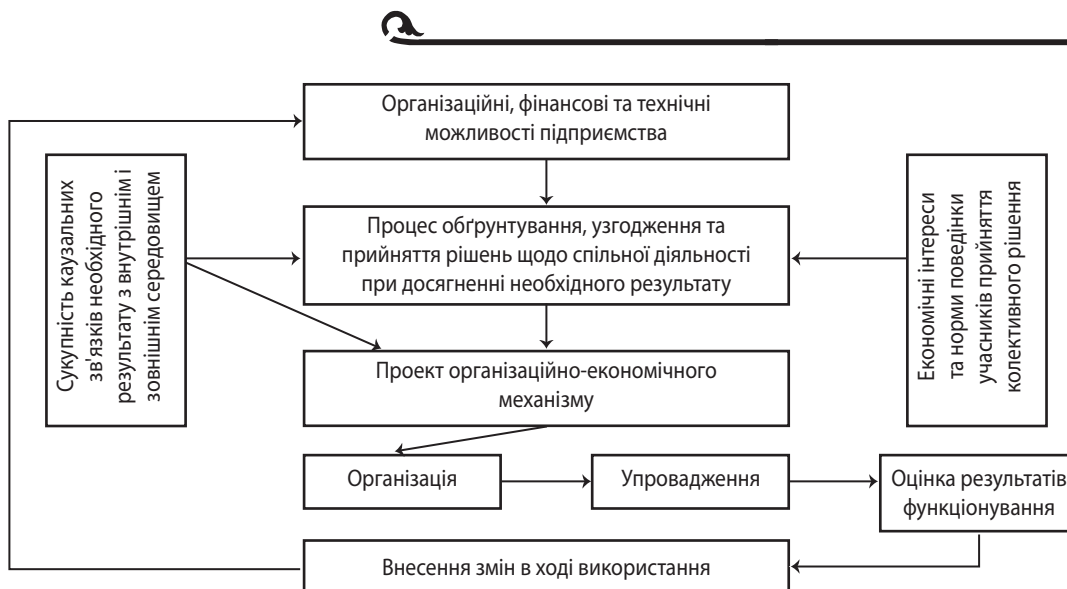 Організаційні, фінансові та технічні
можливості підприємства
Сукупність каузальних
зв'язків необхідного
результату з внутрішнім і
зовнішнім середовищем
Процес обґрунтування, узгодження та
прийняття рішень щодо спільної діяльності
при досягненні необхідного результату
Економічні інтереси
та норми поведінки
учасників прийняття
колективного рішення
Проект організаційно-економічного
механізму
Організація
Упровадження
Оцінка результатів
функціонування
Внесення змін в ході використання